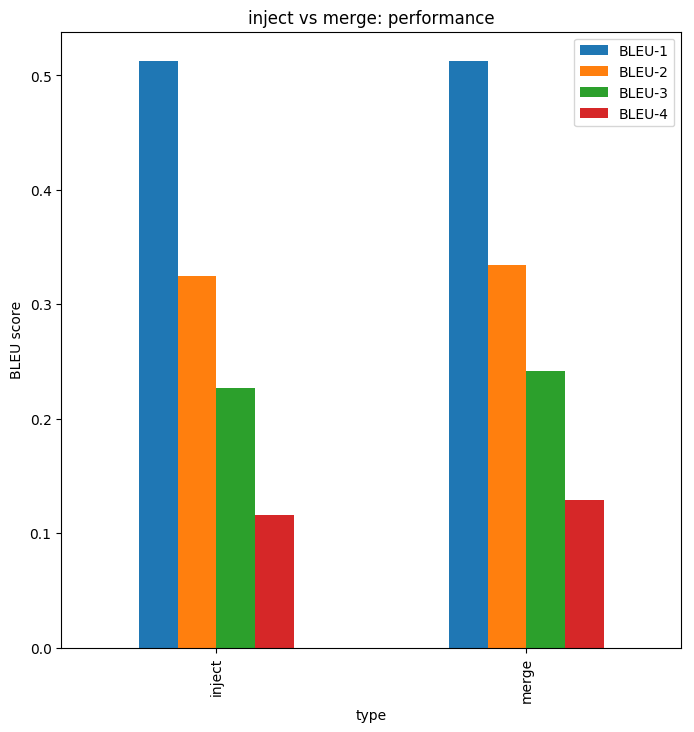 inject vs merge: performance
BLEU-1
BLEU-2
BLEU-3
BLEU-4
BLEU score
0.5
0.4
0.3
0.2
0.1
0.0
inject
merge
type